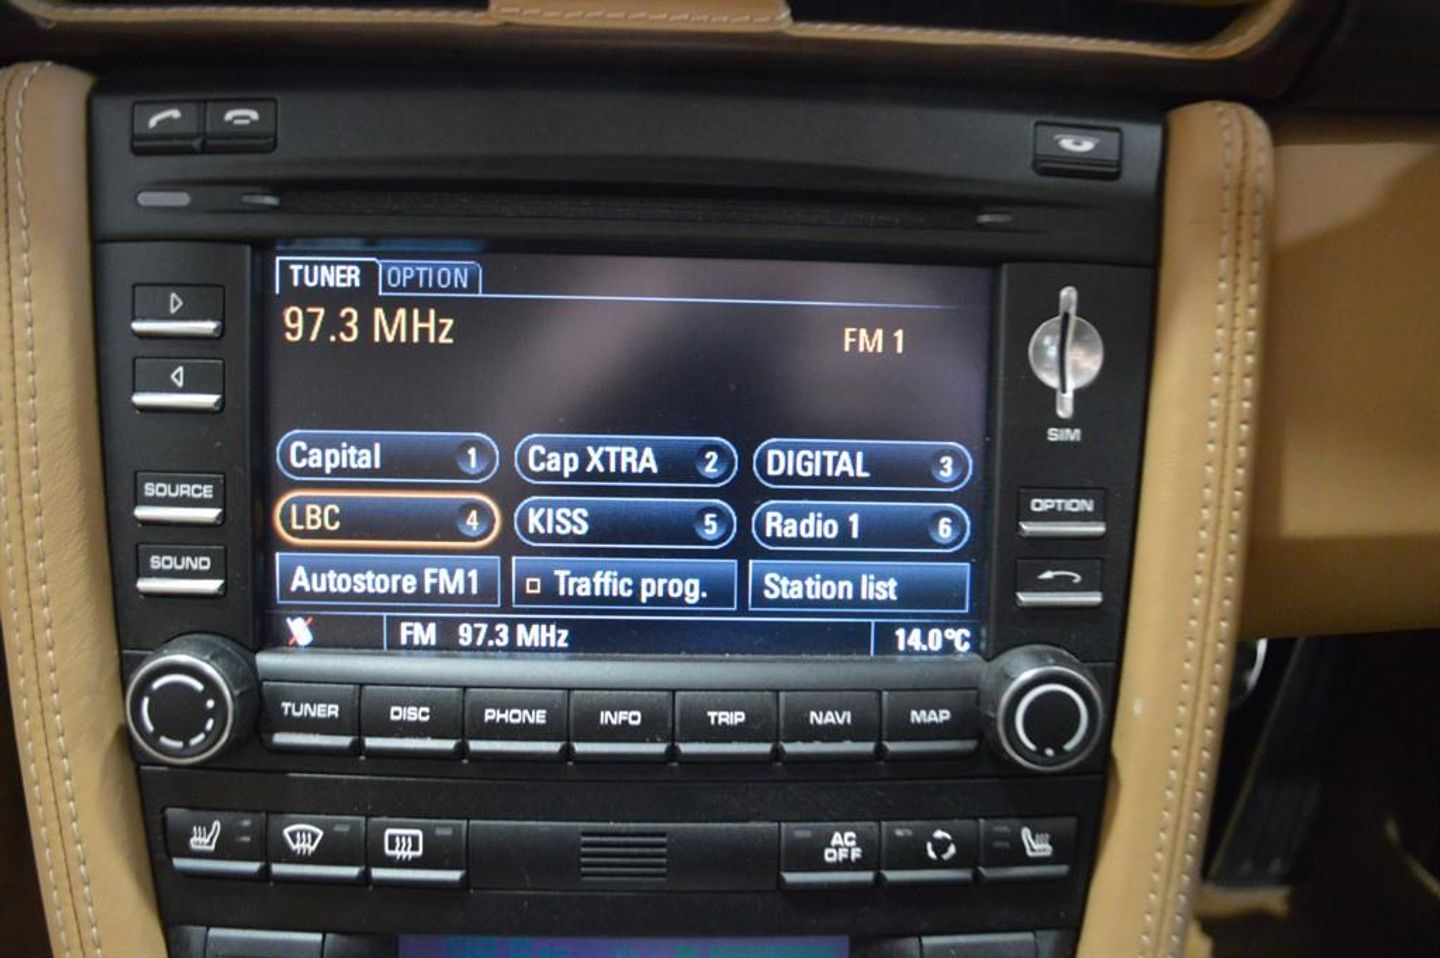 TUNER OPTION
97.3 MHz FM 1
SIM
Capital 1 Cap XTRA 2 DIGITAL 3
SOURCE LBC 4 KISS 5 Radio 1 6 OPTION
SOUND Autostore FM1 Traffic prog. Station list
FM 97.3 MHz 14.0°C
TUNER DISC PHONE INFO TRIP NAVI MAP
AC
OFF